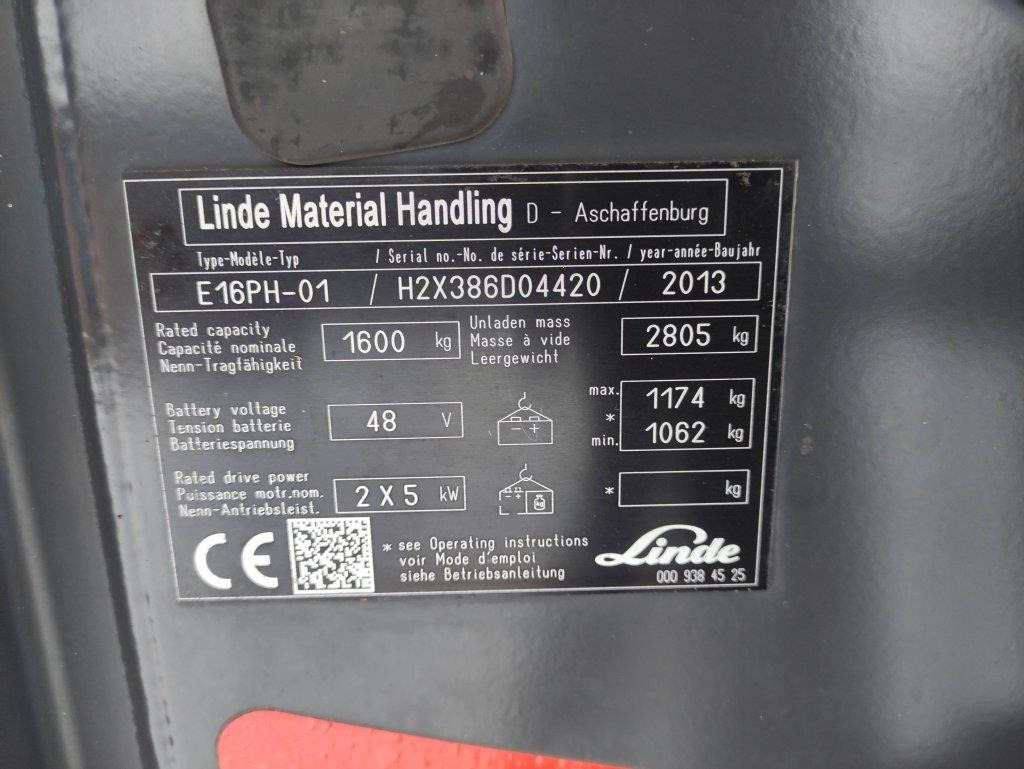 Linde Material Handling D - Aschaffenburg
Type-Modèle-Typ / Serial no.-No. de série-Serien-Nr. / year-année-Baujahr
E16PH-01 / H2X386D04420 / 2013
Rated capacity
Capacité nominale
Nenn-Tragfähigkeit
1600 kg
Unladen mass
Masse à vide
Leergewicht
2805 kg
Battery voltage
Tension batterie
Batteriespannung
48 V
- +
max. 1174 kg
*
min. 1062 kg
Rated drive power
Puissance motr.nom.
Nenn-Antriebsleist.
2 X 5 kW
- +
kg
* kg
CE
* see Operating instructions
voir Mode d'emploi
siehe Betriebsanleitung
Linde
000 938 45 25